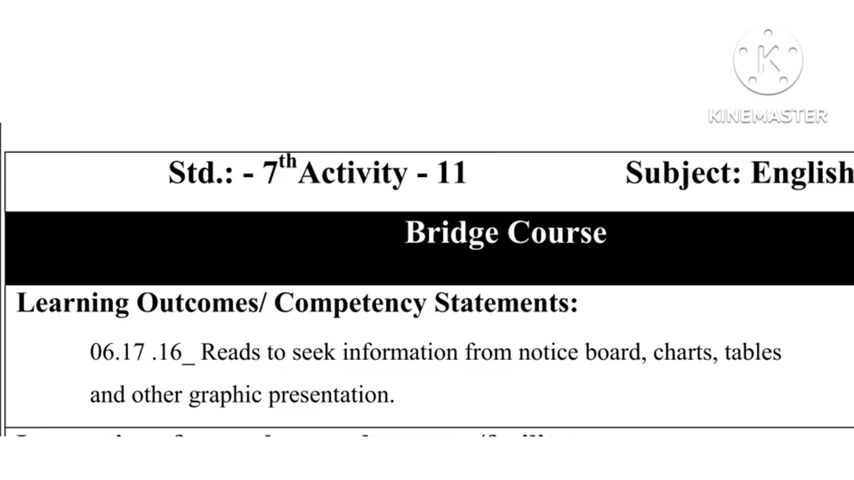 KINEMASTER
Std.: - 7th Activity - 11 Subject: English
Bridge Course
Learning Outcomes/ Competency Statements:
06.17 .16_ Reads to seek information from notice board, charts, tables
and other graphic presentation.